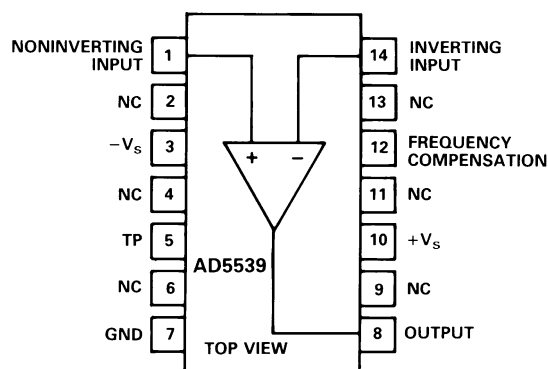 NONINVERTING
INPUT
1
14
INVERTING
INPUT
NC
2
13
NC
−Vs
3
12
FREQUENCY
COMPENSATION
+
−
NC
4
11
NC
TP
5
10
+Vs
AD5539
NC
6
9
NC
GND
7
TOP VIEW
8
OUTPUT